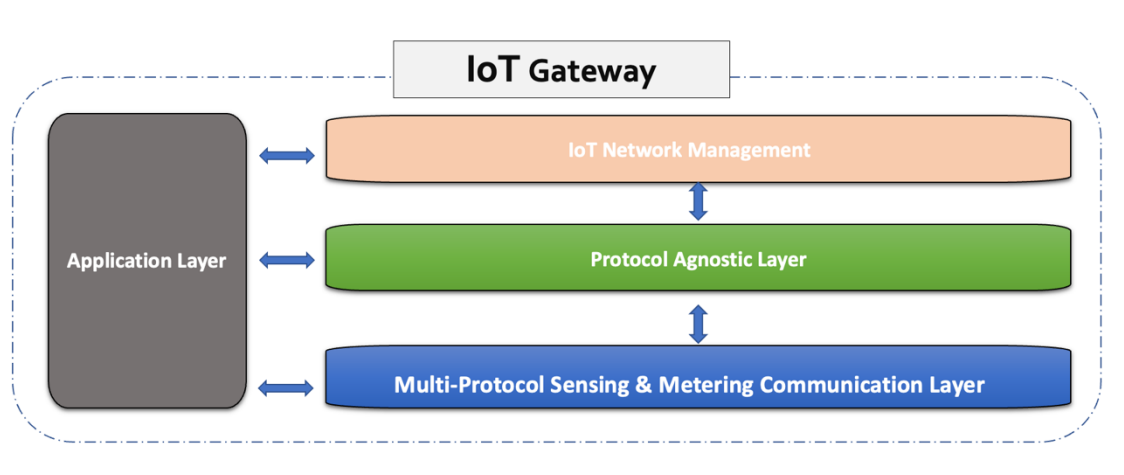 IoT Gateway
IoT Network Management
Application Layer
Protocol Agnostic Layer
Multi-Protocol Sensing & Metering Communication Layer